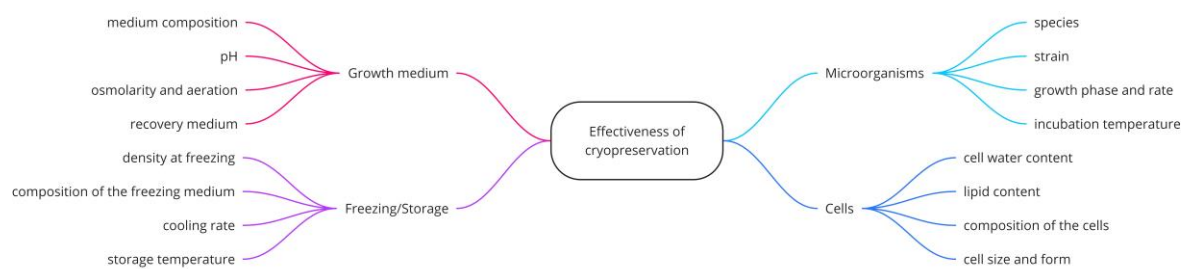 Effectiveness of
cryopreservation
Growth medium
medium composition
pH
osmolarity and aeration
recovery medium
Freezing/Storage
density at freezing
composition of the freezing medium
cooling rate
storage temperature
Microorganisms
species
strain
growth phase and rate
incubation temperature
Cells
cell water content
lipid content
composition of the cells
cell size and form